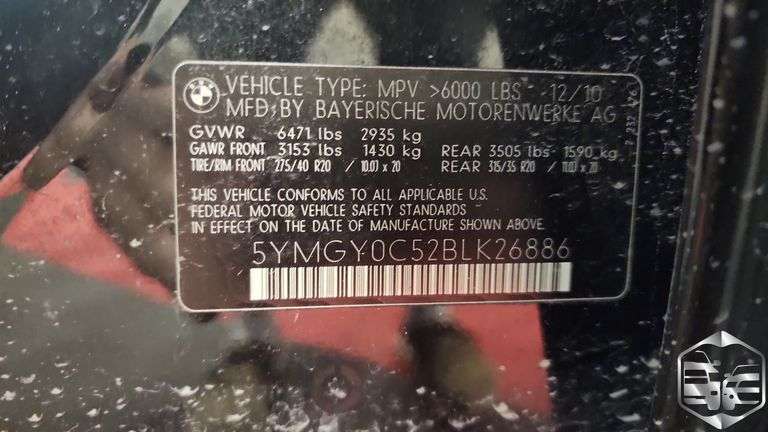 VEHICLE TYPE: MPV >6000 LBS 12/10
MFD BY BAYERISCHE MOTORENWERKE AG
GVWR 6471 lbs 2935 kg
GAWR FRONT 3153 lbs 1430 kg REAR 3505 lbs 1590 kg
TIRE/RIM FRONT 275/40 R20 / 10.0J × 20 REAR 315/35 R20 / 11.0J × 20
THIS VEHICLE CONFORMS TO ALL APPLICABLE U.S.
FEDERAL MOTOR VEHICLE SAFETY STANDARDS
IN EFFECT ON THE DATE OF MANUFACTURE SHOWN ABOVE.
5YMGY0C52BLK26886